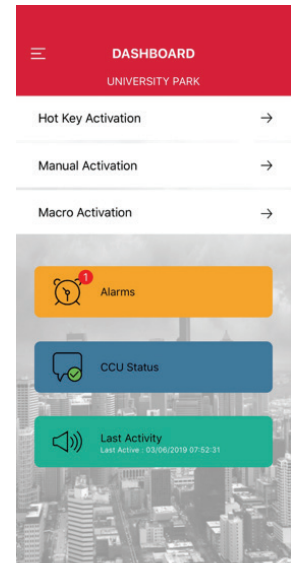 DASHBOARD
UNIVERSITY PARK
Hot Key Activation
Manual Activation
Macro Activation
1
Alarms
CCU Status
Last Activity
Last Active : 03/06/2019 07:52:31